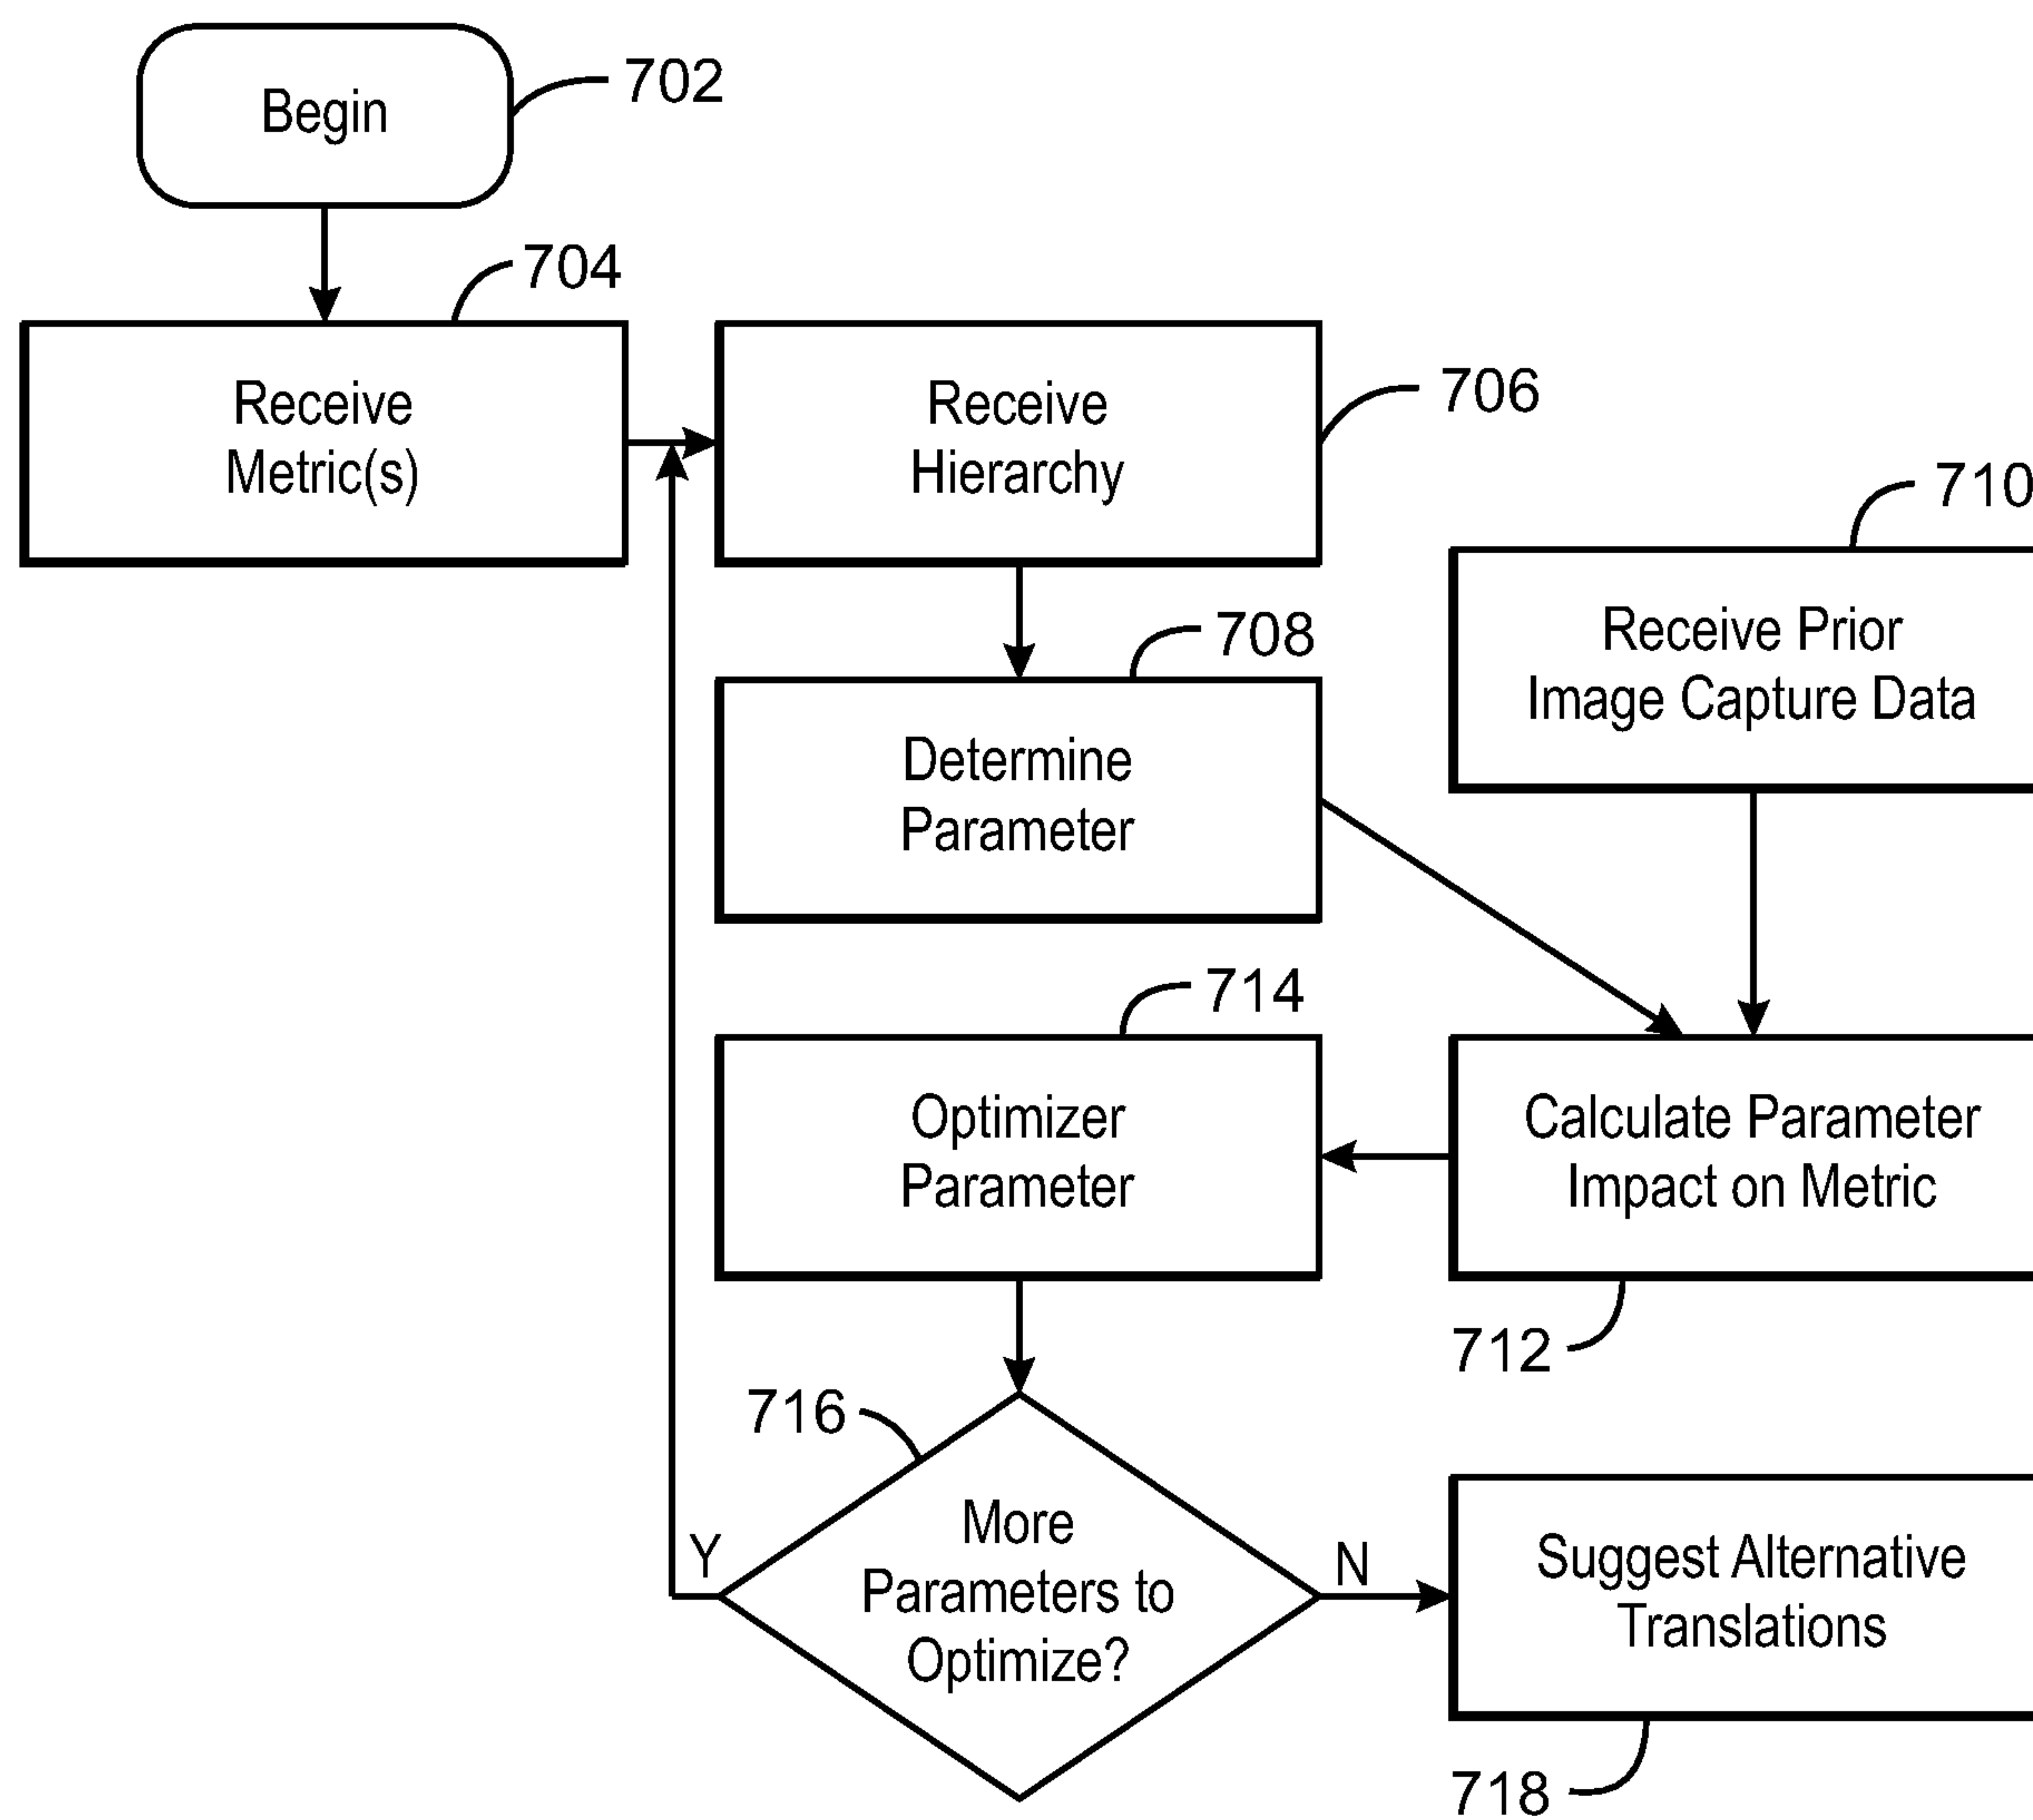 Begin
702
704
Receive
Metric(s)
Receive
Hierarchy
706
710
Receive Prior
Image Capture Data
708
Determine
Parameter
714
Optimizer
Parameter
Calculate Parameter
Impact on Metric
712
716
More
Parameters to
Optimize?
Y
N
Suggest Alternative
Translations
718